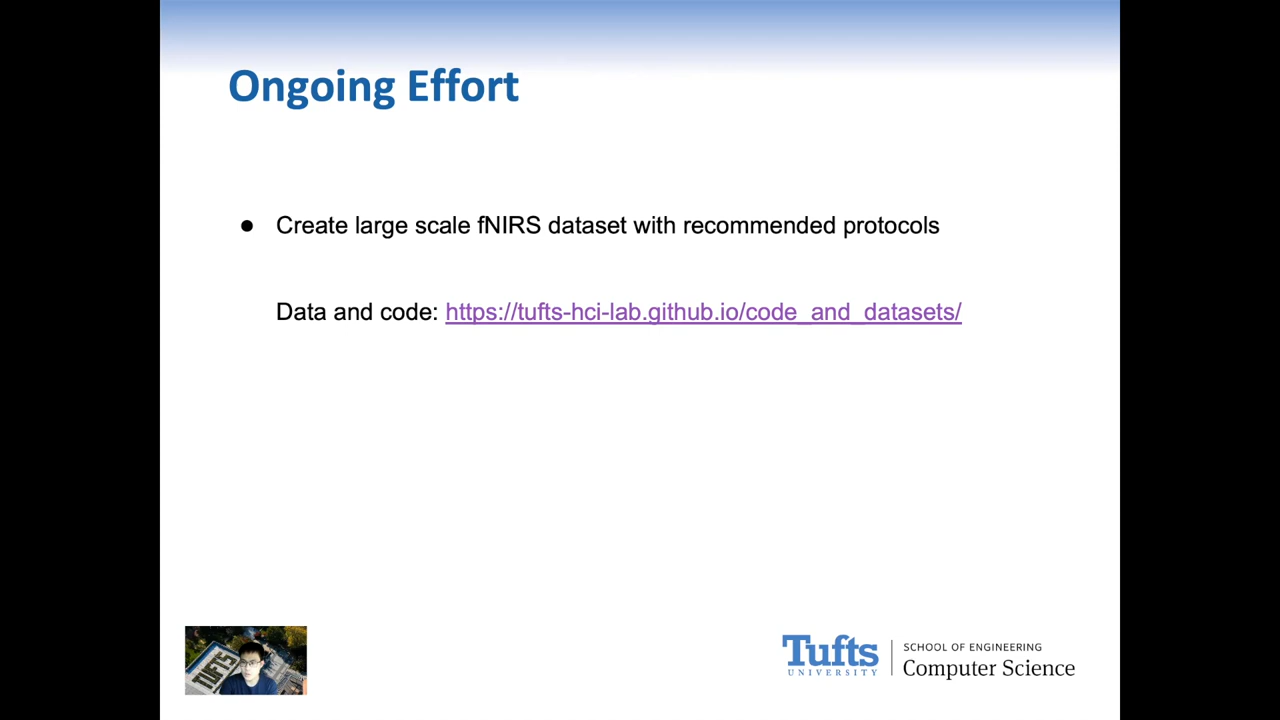 Ongoing Effort
● Create large scale fNIRS dataset with recommended protocols
Data and code: https://tufts-hci-lab.github.io/code_and_datasets/
TUFTS
Tufts
UNIVERSITY
SCHOOL OF ENGINEERING
Computer Science